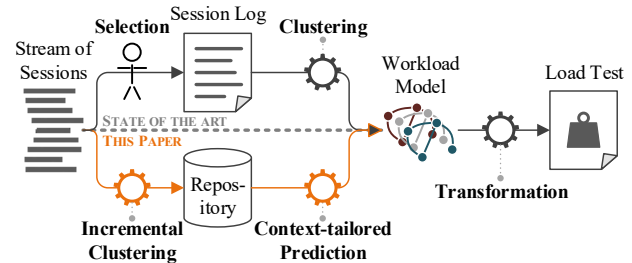 Stream of
Sessions
Selection
Session Log
Clustering
Workload
Model
Load Test
STATE OF THE ART
THIS PAPER
Repos-
itory
Transformation
Incremental
Clustering
Context-tailored
Prediction